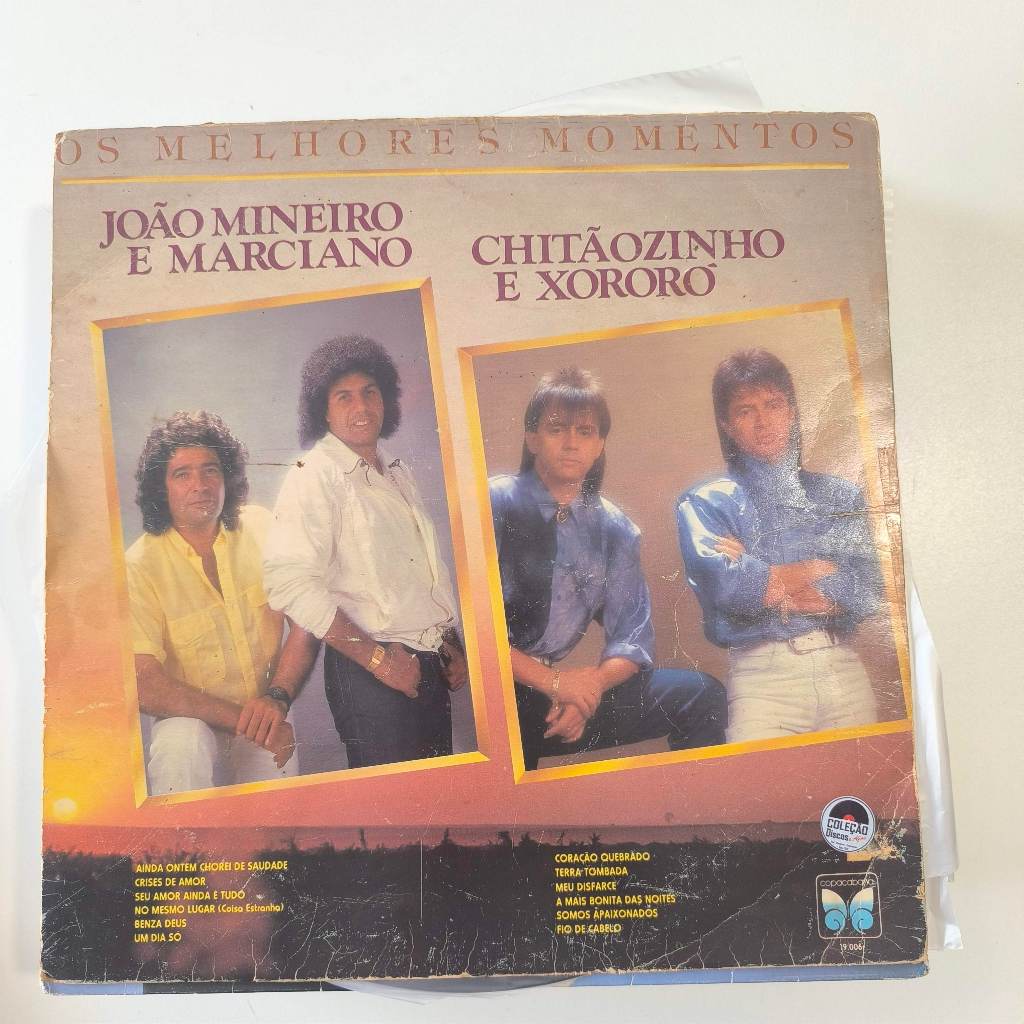 OS MELHORES MOMENTOS
JOÃO MINEIRO
E MARCIANO
CHITÃOZINHO
E XORORÓ
AINDA ONTEM CHOREI DE SAUDADE
CRISES DE AMOR
SEU AMOR AINDA É TUDO
NO MESMO LUGAR (Coisa Estranha)
BENZA DEUS
UM DIA SÓ
CORAÇÃO QUEBRADO
TERRA TOMBADA
MEU DISFARCE
A MAIS BONITA DAS NOITES
SOMOS APAIXONADOS
FIO DE CABELO
COLEÇÃO
Discos
copacabana
19.006